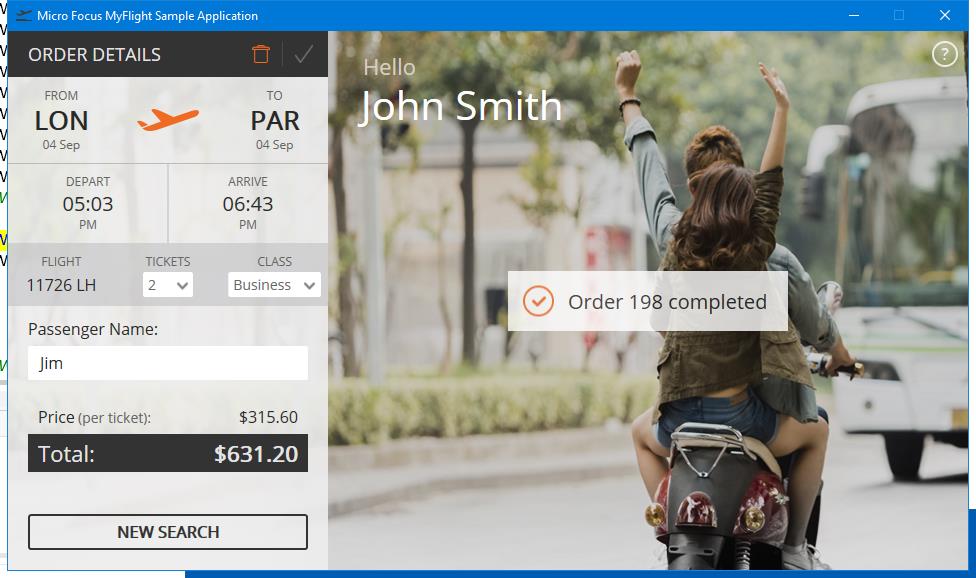 Micro Focus MyFlight Sample Application
ORDER DETAILS
?
Hello
John Smith
FROM
TO
LON
PAR
04 Sep
04 Sep
DEPART
ARRIVE
05:03
06:43
PM
PM
FLIGHT
TICKETS
CLASS
11726 LH
2
Business
Order 198 completed
Passenger Name:
Jim
Price (per ticket):
$315.60
Total:
$631.20
NEW SEARCH